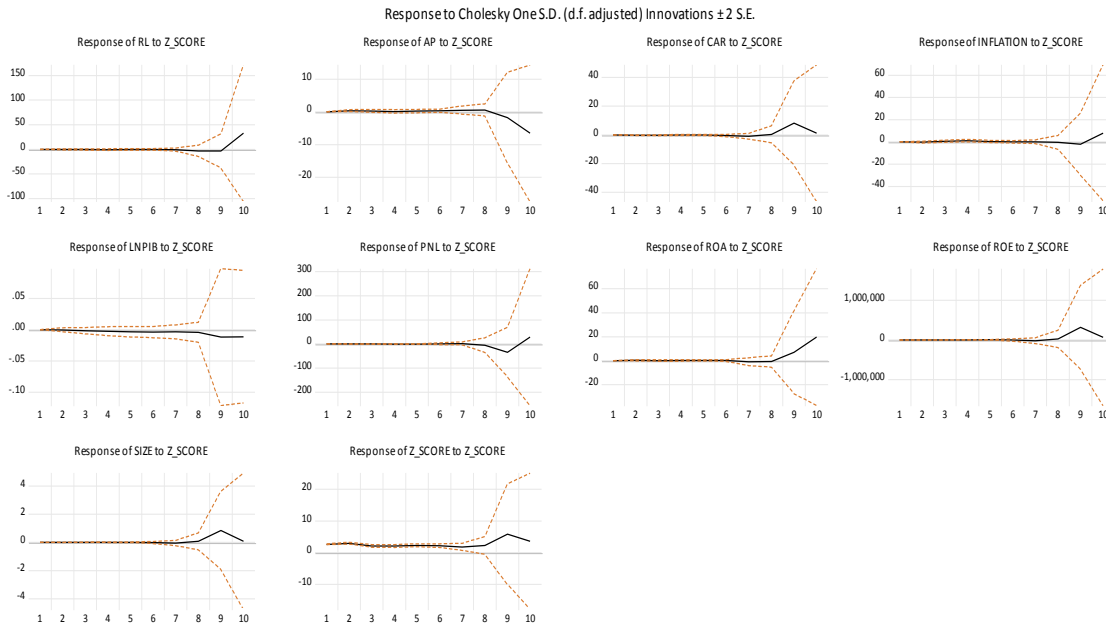 Response to Cholesky One S.D. (d.f. adjusted) Innovations ± 2 S.E.
Response of RL to Z_SCORE
150
100
50
0
-50
-100
1 2 3 4 5 6 7 8 9 10
Response of AP to Z_SCORE
10
0
-10
-20
1 2 3 4 5 6 7 8 9 10
Response of CAR to Z_SCORE
40
20
0
-20
-40
1 2 3 4 5 6 7 8 9 10
Response of INFLATION to Z_SCORE
60
40
20
0
-20
-40
1 2 3 4 5 6 7 8 9 10
Response of LNPIB to Z_SCORE
.05
.00
-.05
-.10
1 2 3 4 5 6 7 8 9 10
Response of PNL to Z_SCORE
300
200
100
0
-100
-200
1 2 3 4 5 6 7 8 9 10
Response of ROA to Z_SCORE
60
40
20
0
-20
1 2 3 4 5 6 7 8 9 10
Response of ROE to Z_SCORE
1,000,000
0
-1,000,000
1 2 3 4 5 6 7 8 9 10
Response of SIZE to Z_SCORE
4
2
0
-2
-4
1 2 3 4 5 6 7 8 9 10
Response of Z_SCORE to Z_SCORE
20
10
0
-10
1 2 3 4 5 6 7 8 9 10